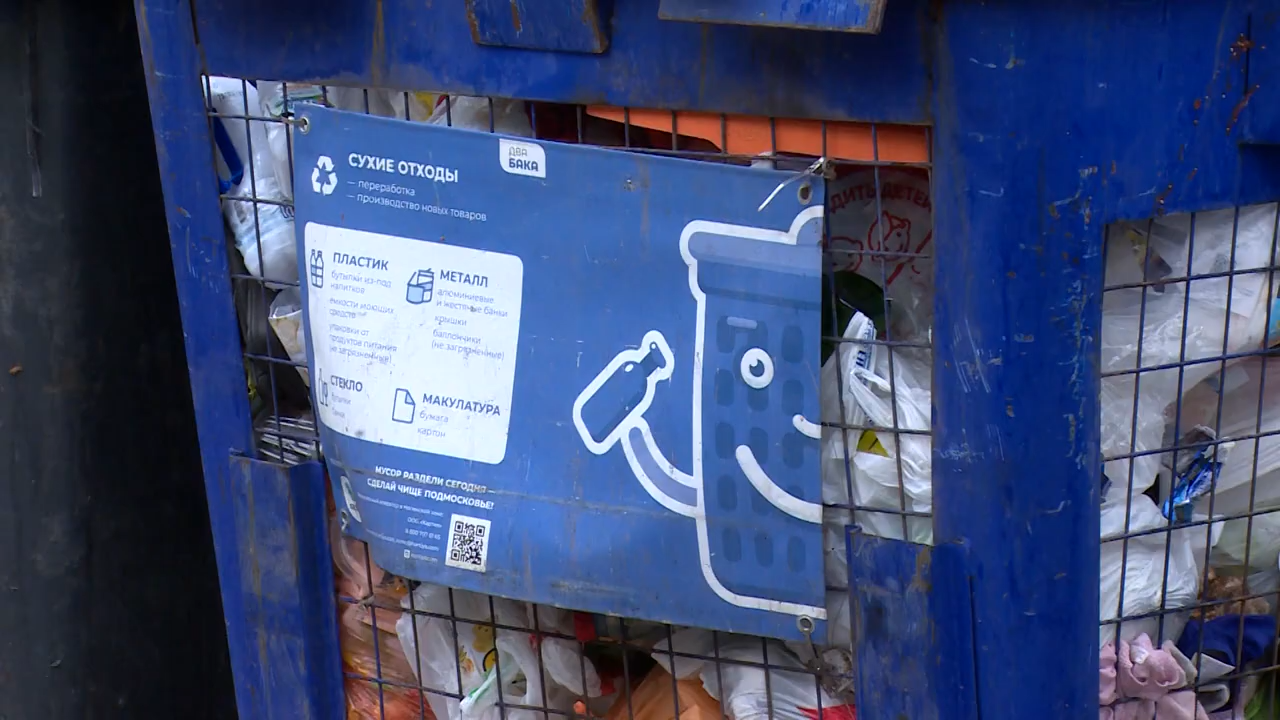 СУХИЕ ОТХОДЫ
— переработка
— производство новых товаров
ДВА
БАКА
ПЛАСТИК
бутылки из-под
напитков
ёмкости моющих
средств
упаковки от
продуктов питания
(не загрязнённые)
МЕТАЛЛ
алюминиевые
и жестяные банки
крышки
баллончики
(не загрязнённые)
СТЕКЛО
бутылки
банки
МАКУЛАТУРА
бумага
картон
МУСОР РАЗДЕЛИ СЕГОДНЯ —
СДЕЛАЙ ЧИЩЕ ПОДМОСКОВЬЕ!